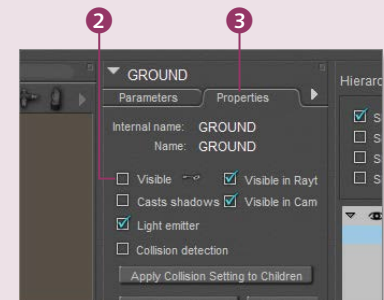 2
3
GROUND
Parameters
Properties
Internal name: GROUND
Name: GROUND
Visible
Visible in Rayt
Casts shadows
Visible in Cam
Light emitter
Collision detection
Apply Collision Setting to Children
Hierarc
S
S
S
S